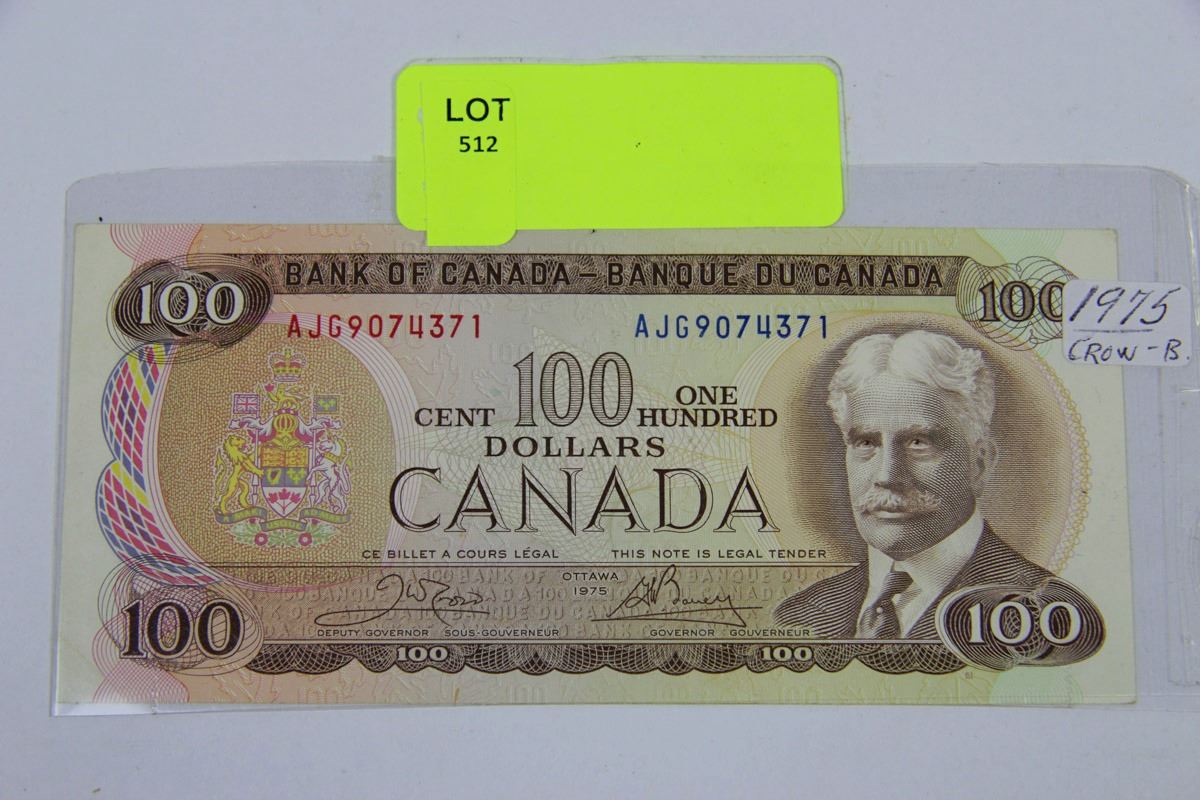 LOT
512
BANK OF CANADA – BANQUE DU CANADA
100
100
1975
CROW - B.
AJG9074371
AJG9074371
CENT 100 ONE HUNDRED
DOLLARS
CANADA
CE BILLET A COURS LÉGAL
THIS NOTE IS LEGAL TENDER
OTTAWA
1975
100
100
DEPUTY GOVERNOR SOUS-GOUVERNEUR
GOVERNOR GOUVERNEUR
100
100